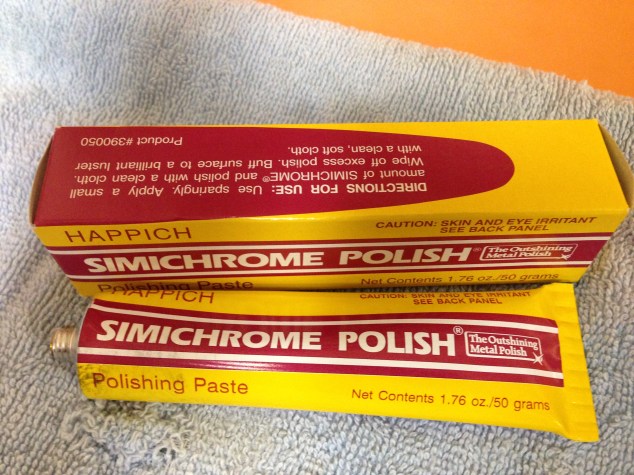 DIRECTIONS FOR USE: Use sparingly. Apply a small
amount of SIMICHROME® and polish with a clean cloth.
Wipe off excess polish. Buff surface to a brilliant luster
with a clean, soft cloth.
Product #390050
HAPPICH
CAUTION: SKIN AND EYE IRRITANT
SEE BACK PANEL
SIMICHROME POLISH®
The Outshining
Metal Polish
Polishing Paste
Net Contents 1.76 oz./50 grams
HAPPICH
CAUTION: SKIN AND EYE IRRITANT
SEE BACK PANEL
SIMICHROME POLISH®
The Outshining
Metal Polish
Polishing Paste
Net Contents 1.76 oz./50 grams